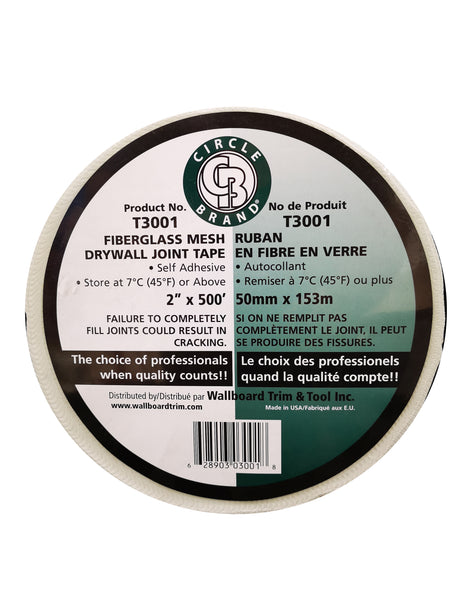 CIRCLE
CB
BRAND®
Product No.
T3001
FIBERGLASS MESH
DRYWALL JOINT TAPE
• Self Adhesive
• Store at 7°C (45°F) or Above
2” x 500’
FAILURE TO COMPLETELY
FILL JOINTS COULD RESULT IN
CRACKING.
The choice of professionals
when quality counts!!
No de Produit
T3001
RUBAN
EN FIBRE EN VERRE
• Autocollant
• Remiser à 7°C (45°F) ou plus
50mm x 153m
SI ON NE REMPLIT PAS
COMPLÈTEMENT LE JOINT, IL PEUT
SE PRODUIRE DES FISSURES.
Le choix des professionels
quand la qualité compte!!
Distributed by/Distribué par Wallboard Trim & Tool Inc.
www.wallboardtrim.com
Made in USA/Fabriqué aux E.U.
6 28903 03001 8